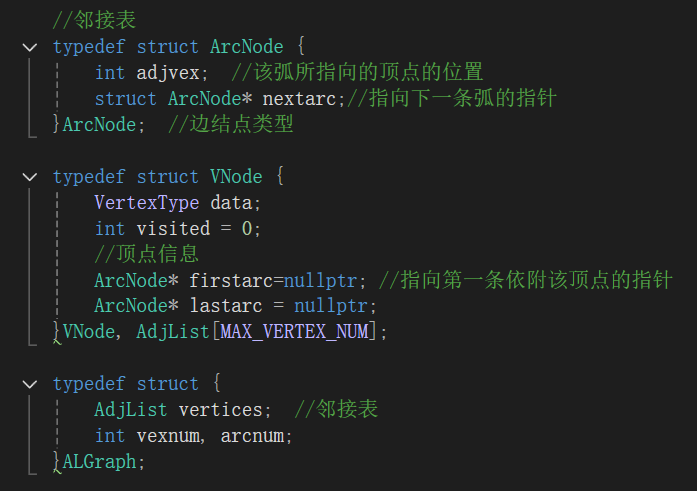 //邻接表
typedef struct ArcNode {
int adjvex;  //该弧所指向的顶点的位置
struct ArcNode* nextarc;//指向下一条弧的指针
}ArcNode;  //边结点类型
typedef struct VNode {
VertexType data;
int visited = 0;
//顶点信息
ArcNode* firstarc=nullptr; //指向第一条依附该顶点的指针
ArcNode* lastarc = nullptr;
}VNode, AdjList[MAX_VERTEX_NUM];
typedef struct {
AdjList vertices;  //邻接表
int vexnum, arcnum;
}ALGraph;